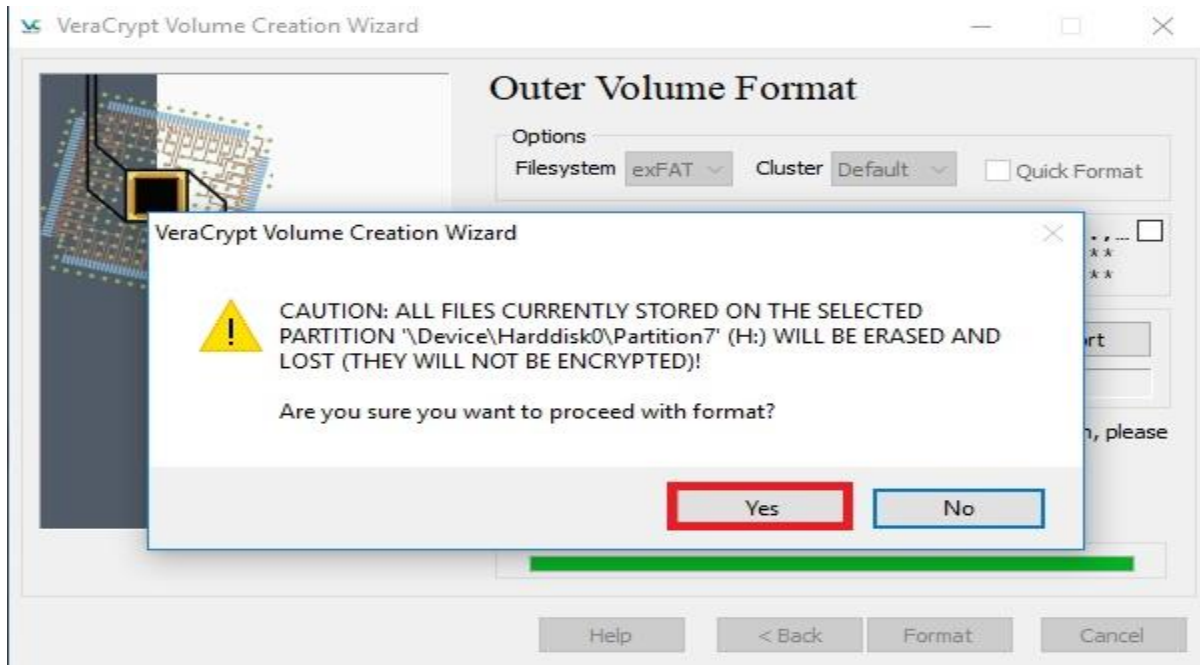 VeraCrypt Volume Creation Wizard
Outer Volume Format
Options
Filesystem exFAT Cluster Default Quick Format
VeraCrypt Volume Creation Wizard
., ...
**
**
CAUTION: ALL FILES CURRENTLY STORED ON THE SELECTED
PARTITION '\Device\Harddisk0\Partition7' (H:) WILL BE ERASED AND
LOST (THEY WILL NOT BE ENCRYPTED)!
Are you sure you want to proceed with format?
, please
Yes No
Help < Back Format Cancel